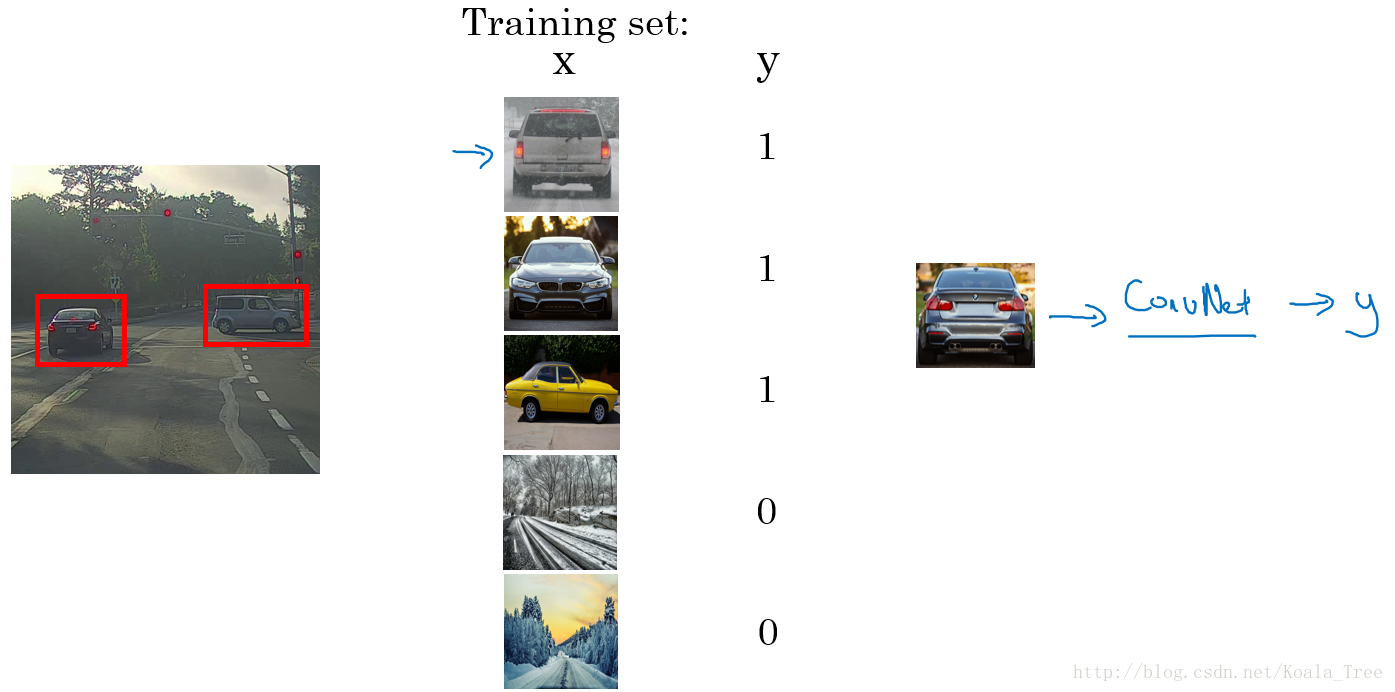 Training set:
x y
1
1
1
0
0
ConvNet → y
http://blog.csdn.net/Koala_Tree